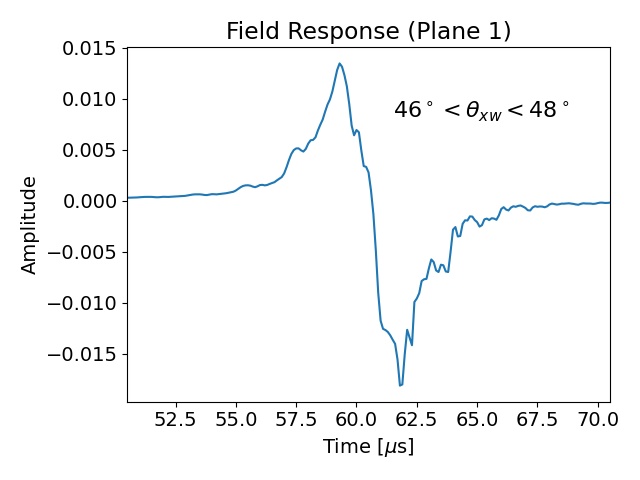 Field Response (Plane 1)
0.015
0.010
0.005
0.000
−0.005
−0.010
−0.015
Amplitude
46° < θxw < 48°
52.5 55.0 57.5 60.0 62.5 65.0 67.5 70.0
Time [μs]